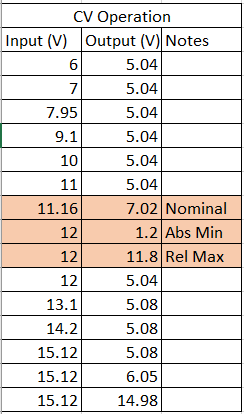 CV Operation
Input (V) Output (V) Notes
6 5.04
7 5.04
7.95 5.04
9.1 5.04
10 5.04
11 5.04
11.16 7.02 Nominal
12 1.2 Abs Min
12 11.8 Rel Max
12 5.04
13.1 5.08
14.2 5.08
15.12 5.08
15.12 6.05
15.12 14.98